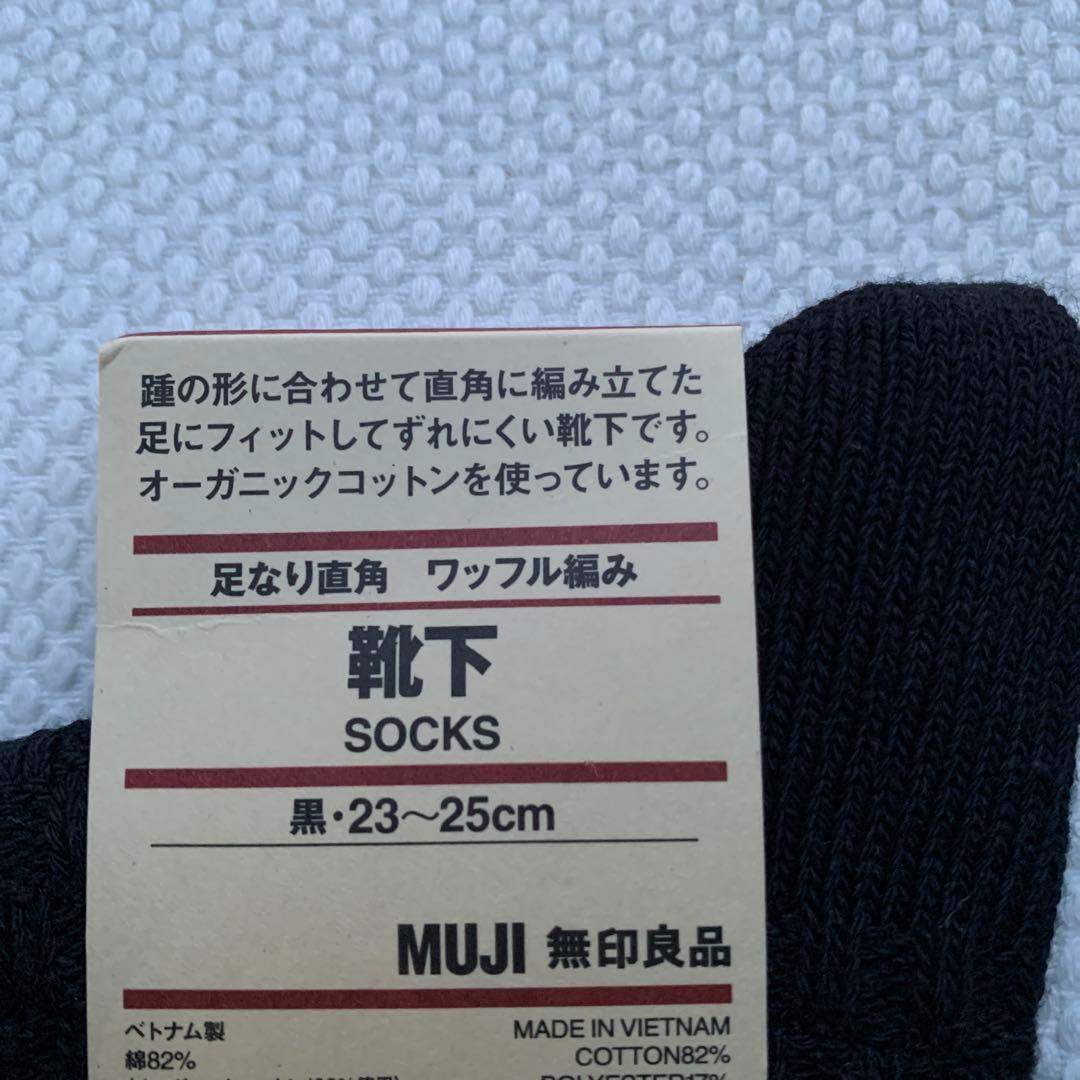 踵の形に合わせて直角に編み立てた
足にフィットしてずれにくい靴下です。
オーガニックコットンを使っています。
足なり直角 ワッフル編み
靴下
SOCKS
黒・23〜25cm
MUJI 無印良品
ベトナム製
MADE IN VIETNAM
綿82%
COTTON82%
POLYESTER17%